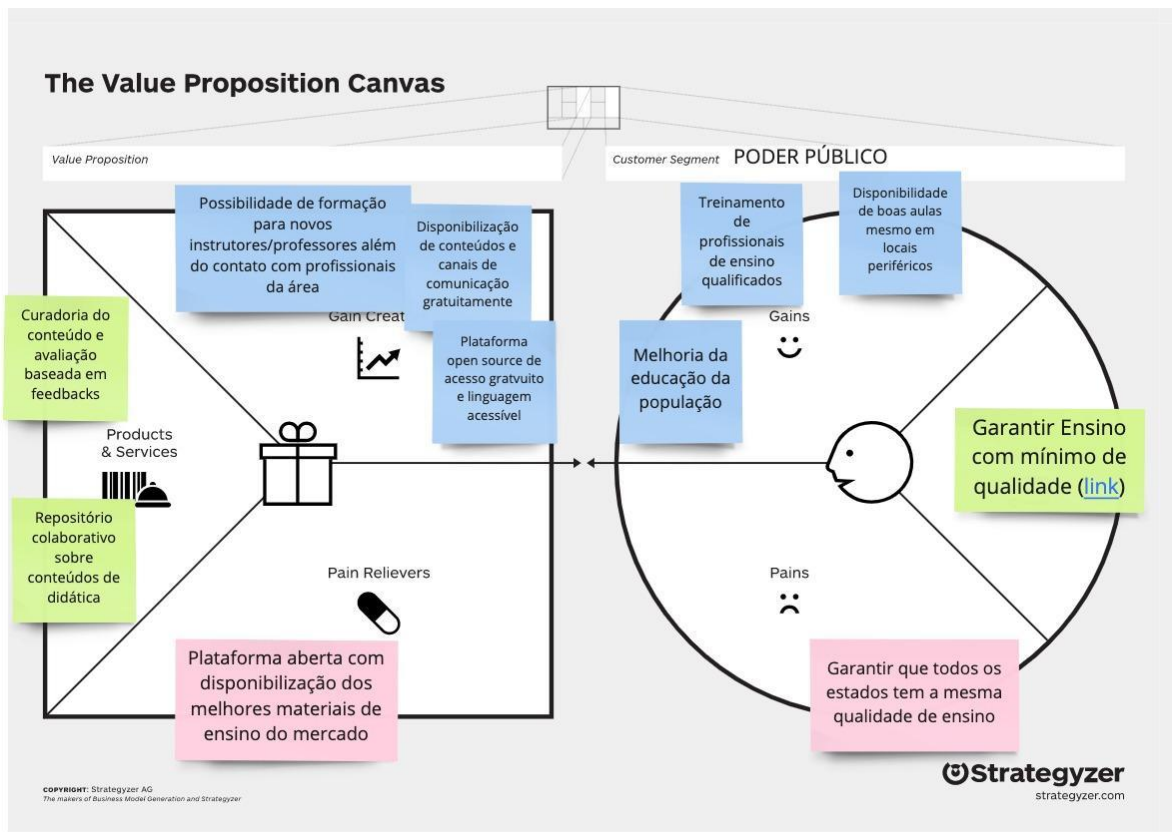 The Value Proposition Canvas
Value Proposition
Customer Segment PODER PÚBLICO
Possibilidade de formação
para novos
instrutores/professores além
do contato com profissionais
da área
Disponibilização
de conteúdos e
canais de
comunicação
gratuitamente
Gain Creat
Plataforma
open source de
acesso gratvuito
e linguagem
acessível
Curadoria do
conteúdo e
avaliação
baseada em
feedbacks
Products
& Services
Repositório
colaborativo
sobre
conteúdos de
didática
Pain Relievers
Plataforma aberta com
disponibilização dos
melhores materiais de
ensino do mercado
Treinamento
de
profissionais
de ensino
qualificados
Disponibilidade
de boas aulas
mesmo em
locais
periféricos
Gains
Melhoria da
educação da
população
Garantir Ensino
com mínimo de
qualidade (link)
Pains
Garantir que todos os
estados tem a mesma
qualidade de ensino
COPYRIGHT: Strategyzer AG
The makers of Business Model Generation and Strategyzer
Strategyzer
strategyzer.com